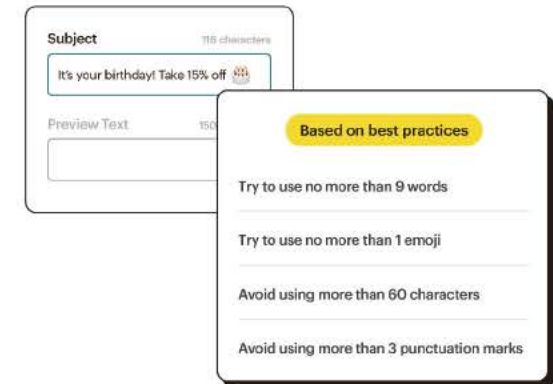 Subject
116 characters
It's your birthday! Take 15% off 🎂
Preview Text
150
Based on best practices
Try to use no more than 9 words
Try to use no more than 1 emoji
Avoid using more than 60 characters
Avoid using more than 3 punctuation marks